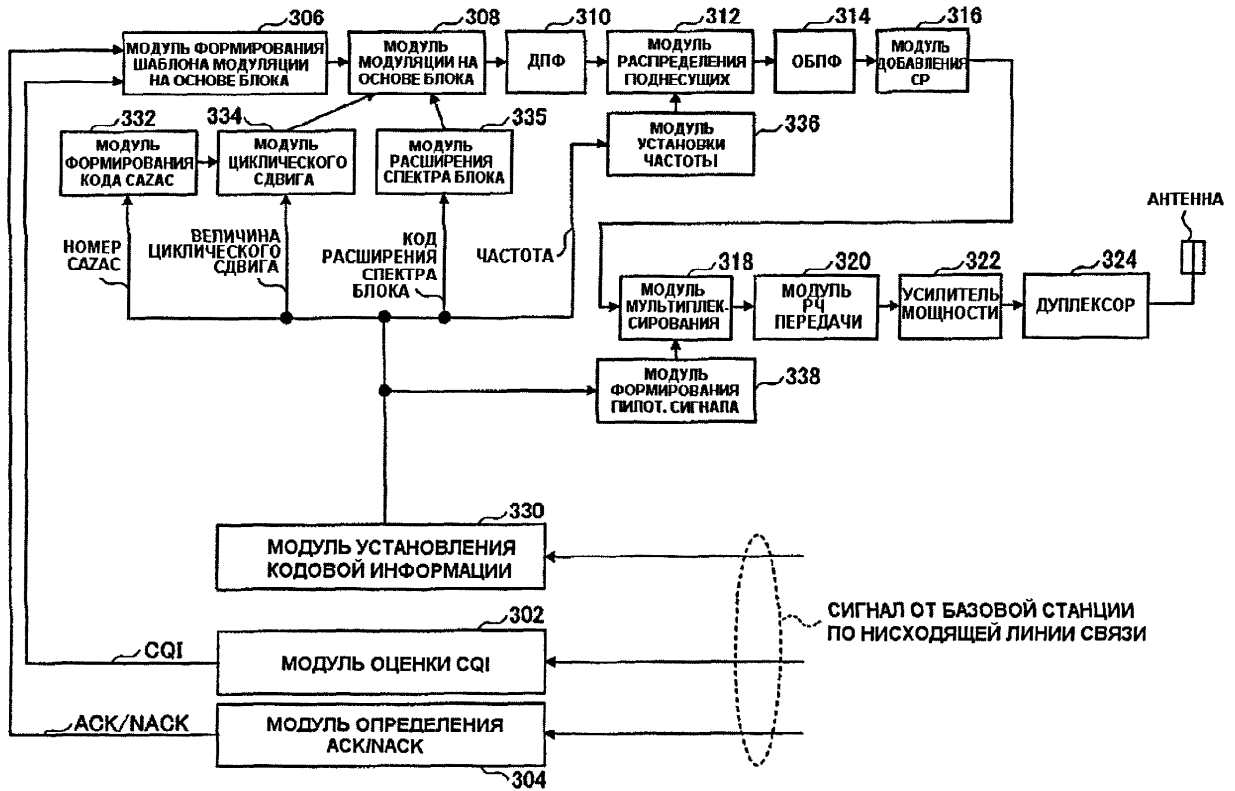 306
308
310
312
314
316
МОДУЛЬ ФОРМИРОВАНИЯ
ШАБЛОНА МОДУЛЯЦИИ
НА ОСНОВЕ БЛОКА
МОДУЛЬ
МОДУЛЯЦИИ НА
ОСНОВЕ БЛОКА
ДПФ
МОДУЛЬ
РАСПРЕДЕЛЕНИЯ
ПОДНЕСУЩИХ
ОБПФ
МОДУЛЬ
ДОБАВЛЕНИЯ
CP
332
334
335
336
МОДУЛЬ
ФОРМИРОВАНИЯ
КОДА CAZAC
МОДУЛЬ
ЦИКЛИЧЕСКОГО
СДВИГА
МОДУЛЬ
РАСШИРЕНИЯ
СПЕКТРА БЛОКА
МОДУЛЬ
УСТАНОВКИ
ЧАСТОТЫ
НОМЕР
CAZAC
ВЕЛИЧИНА
ЦИКЛИЧЕСКОГО
СДВИГА
КОД
РАСШИРЕНИЯ
СПЕКТРА
БЛОКА
ЧАСТОТА
АНТЕННА
318
320
322
324
МОДУЛЬ
МУЛЬТИПЛЕК-
СИРОВАНИЯ
МОДУЛЬ
РЧ
ПЕРЕДАЧИ
УСИЛИТЕЛЬ
МОЩНОСТИ
ДУПЛЕКСОР
МОДУЛЬ
ФОРМИРОВАНИЯ
ПИЛОТ. СИГНАЛА
338
330
МОДУЛЬ УСТАНОВЛЕНИЯ
КОДОВОЙ ИНФОРМАЦИИ
302
CQI
МОДУЛЬ ОЦЕНКИ CQI
СИГНАЛ ОТ БАЗОВОЙ СТАНЦИИ
ПО НИСХОДЯЩЕЙ ЛИНИИ СВЯЗИ
ACK/NACK
МОДУЛЬ ОПРЕДЕЛЕНИЯ
ACK/NACK
304